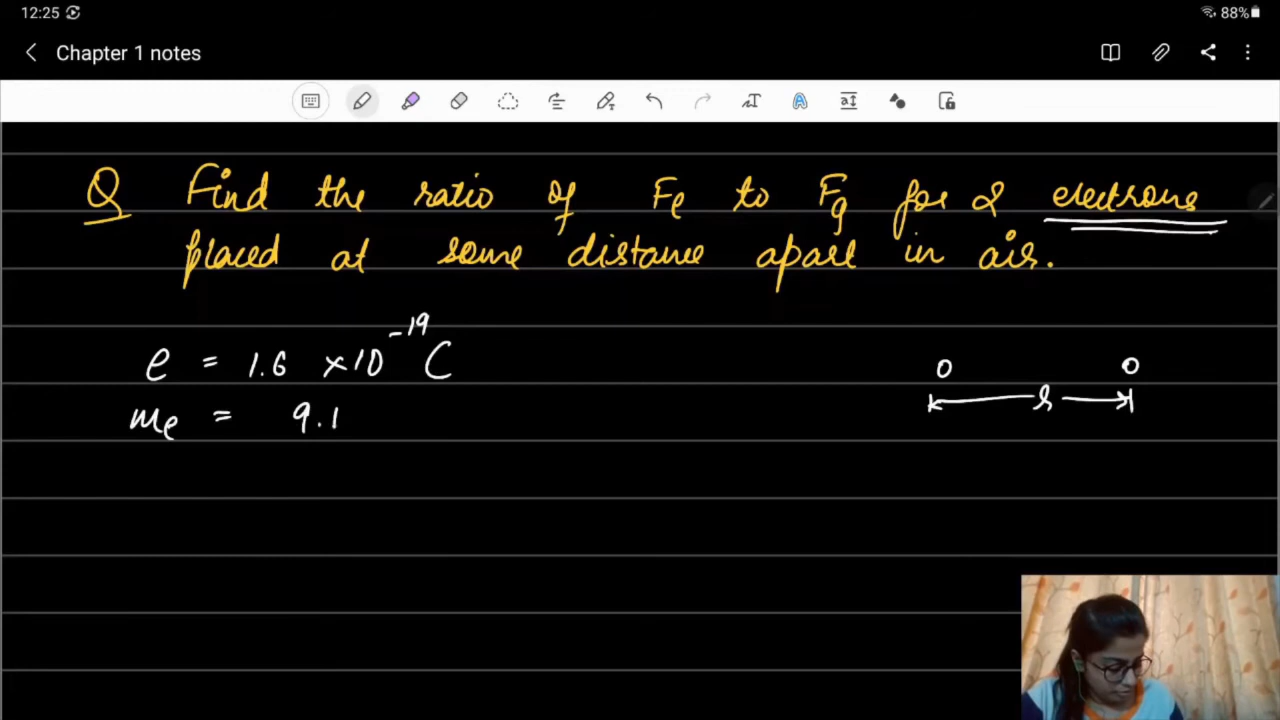 12:25 88%
Chapter 1 notes
Q Find the ratio of Fe to Fg for 2 electrons
placed at some distance apart in air.
e = 1.6 ×10⁻¹⁹ C
me = 9.1
r